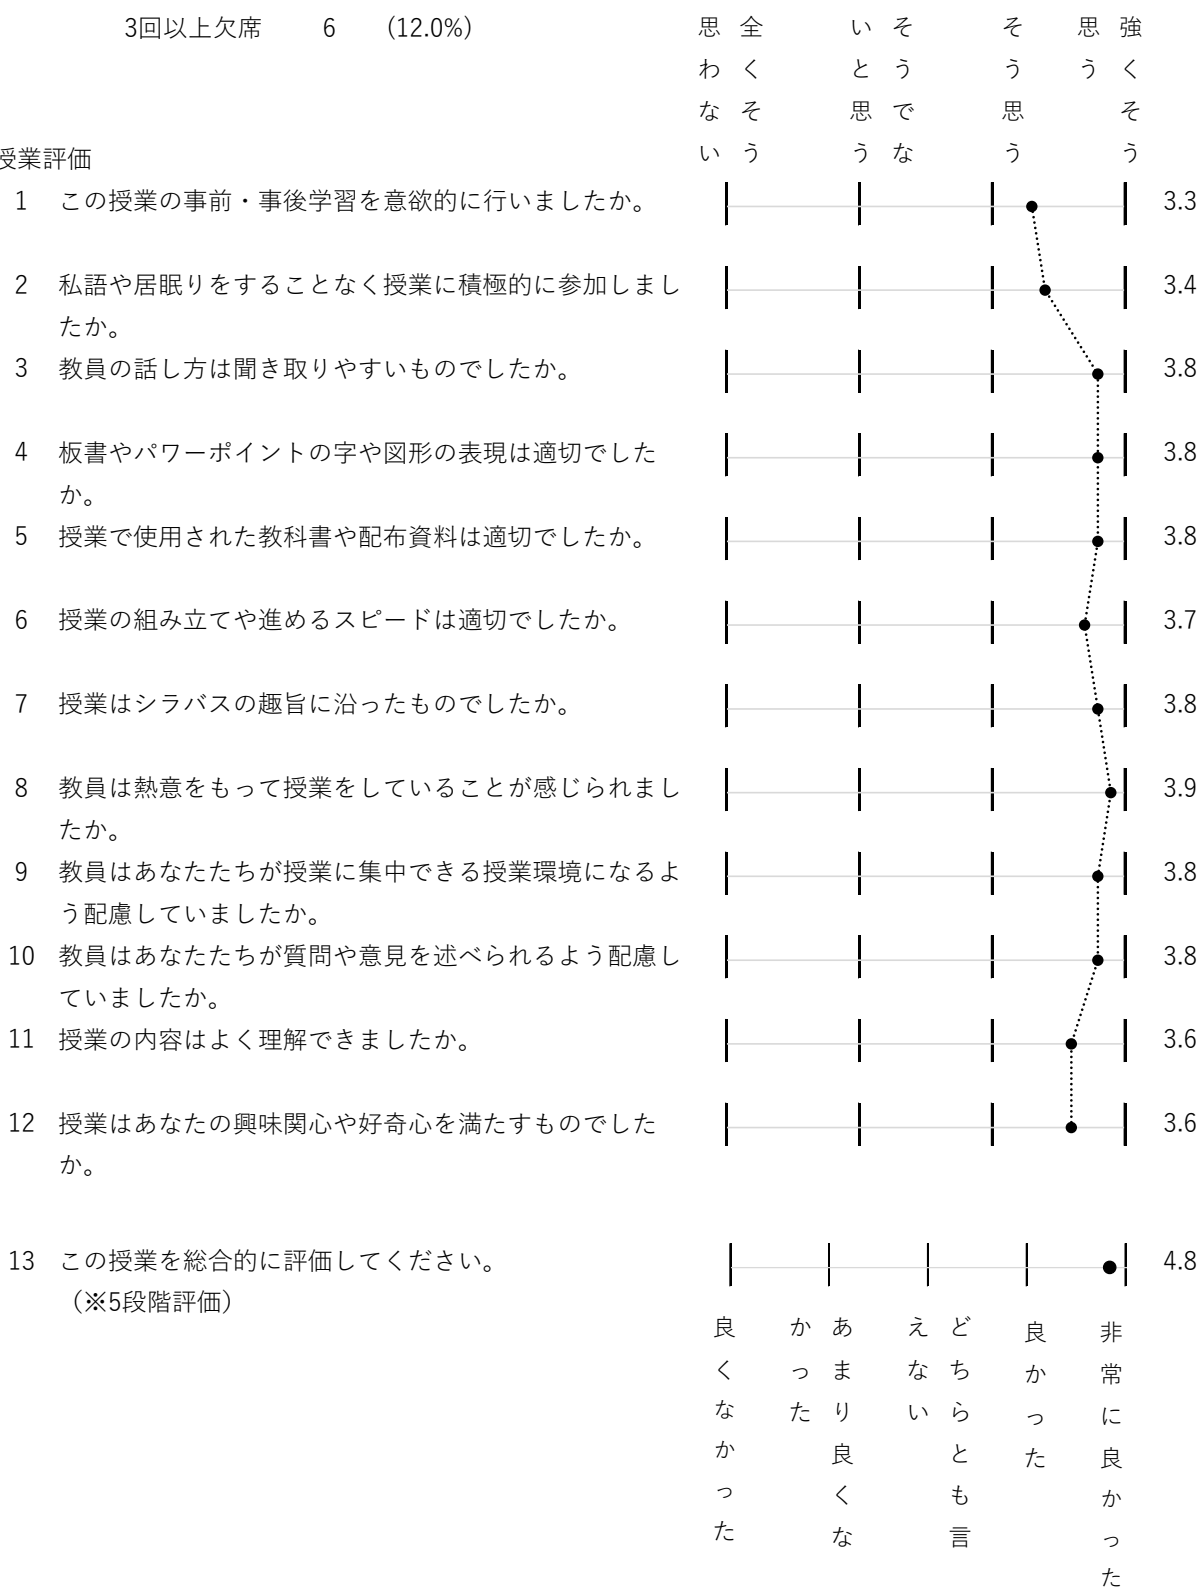 3回以上欠席 6 (12.0%)
全くそう思わない
そうでないと思う
そう思う
強くそう思う
授業評価
1 この授業の事前・事後学習を意欲的に行いましたか。 3.3
2 私語や居眠りをすることなく授業に積極的に参加しまし 3.4
たか。
3 教員の話し方は聞き取りやすいものでしたか。 3.8
4 板書やパワーポイントの字や図形の表現は適切でした 3.8
か。
5 授業で使用された教科書や配布資料は適切でしたか。 3.8
6 授業の組み立てや進めるスピードは適切でしたか。 3.7
7 授業はシラバスの趣旨に沿ったものでしたか。 3.8
8 教員は熱意をもって授業をしていることが感じられまし 3.9
たか。
9 教員はあなたたちが授業に集中できる授業環境になるよ 3.8
う配慮していましたか。
10 教員はあなたたちが質問や意見を述べられるよう配慮し 3.8
ていましたか。
11 授業の内容はよく理解できましたか。 3.6
12 授業はあなたの興味関心や好奇心を満たすものでした 3.6
か。
13 この授業を総合的に評価してください。 4.8
（※5段階評価）
良くなかった
あまり良くなかった
どちらとも言えない
良かった
非常に良かった